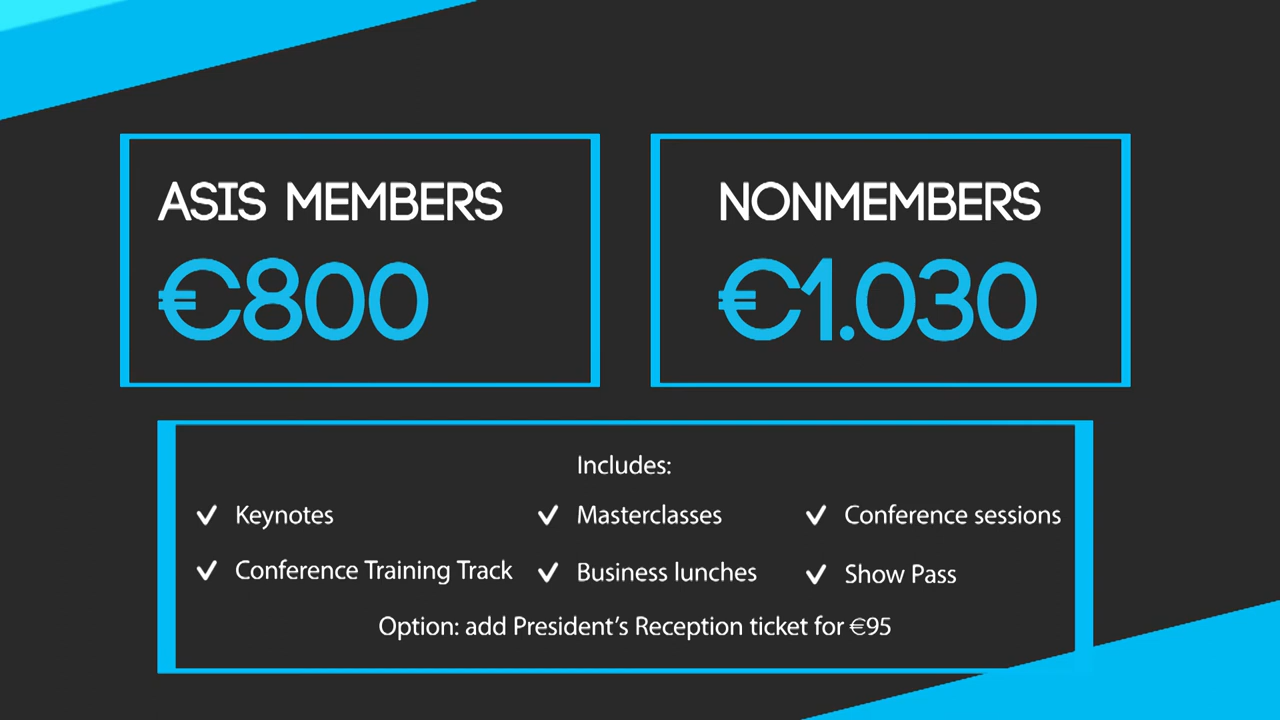 ASIS MEMBERS
€800
NONMEMBERS
€1.030
Includes:
Keynotes
Masterclasses
Conference sessions
Conference Training Track
Business lunches
Show Pass
Option: add President’s Reception ticket for €95